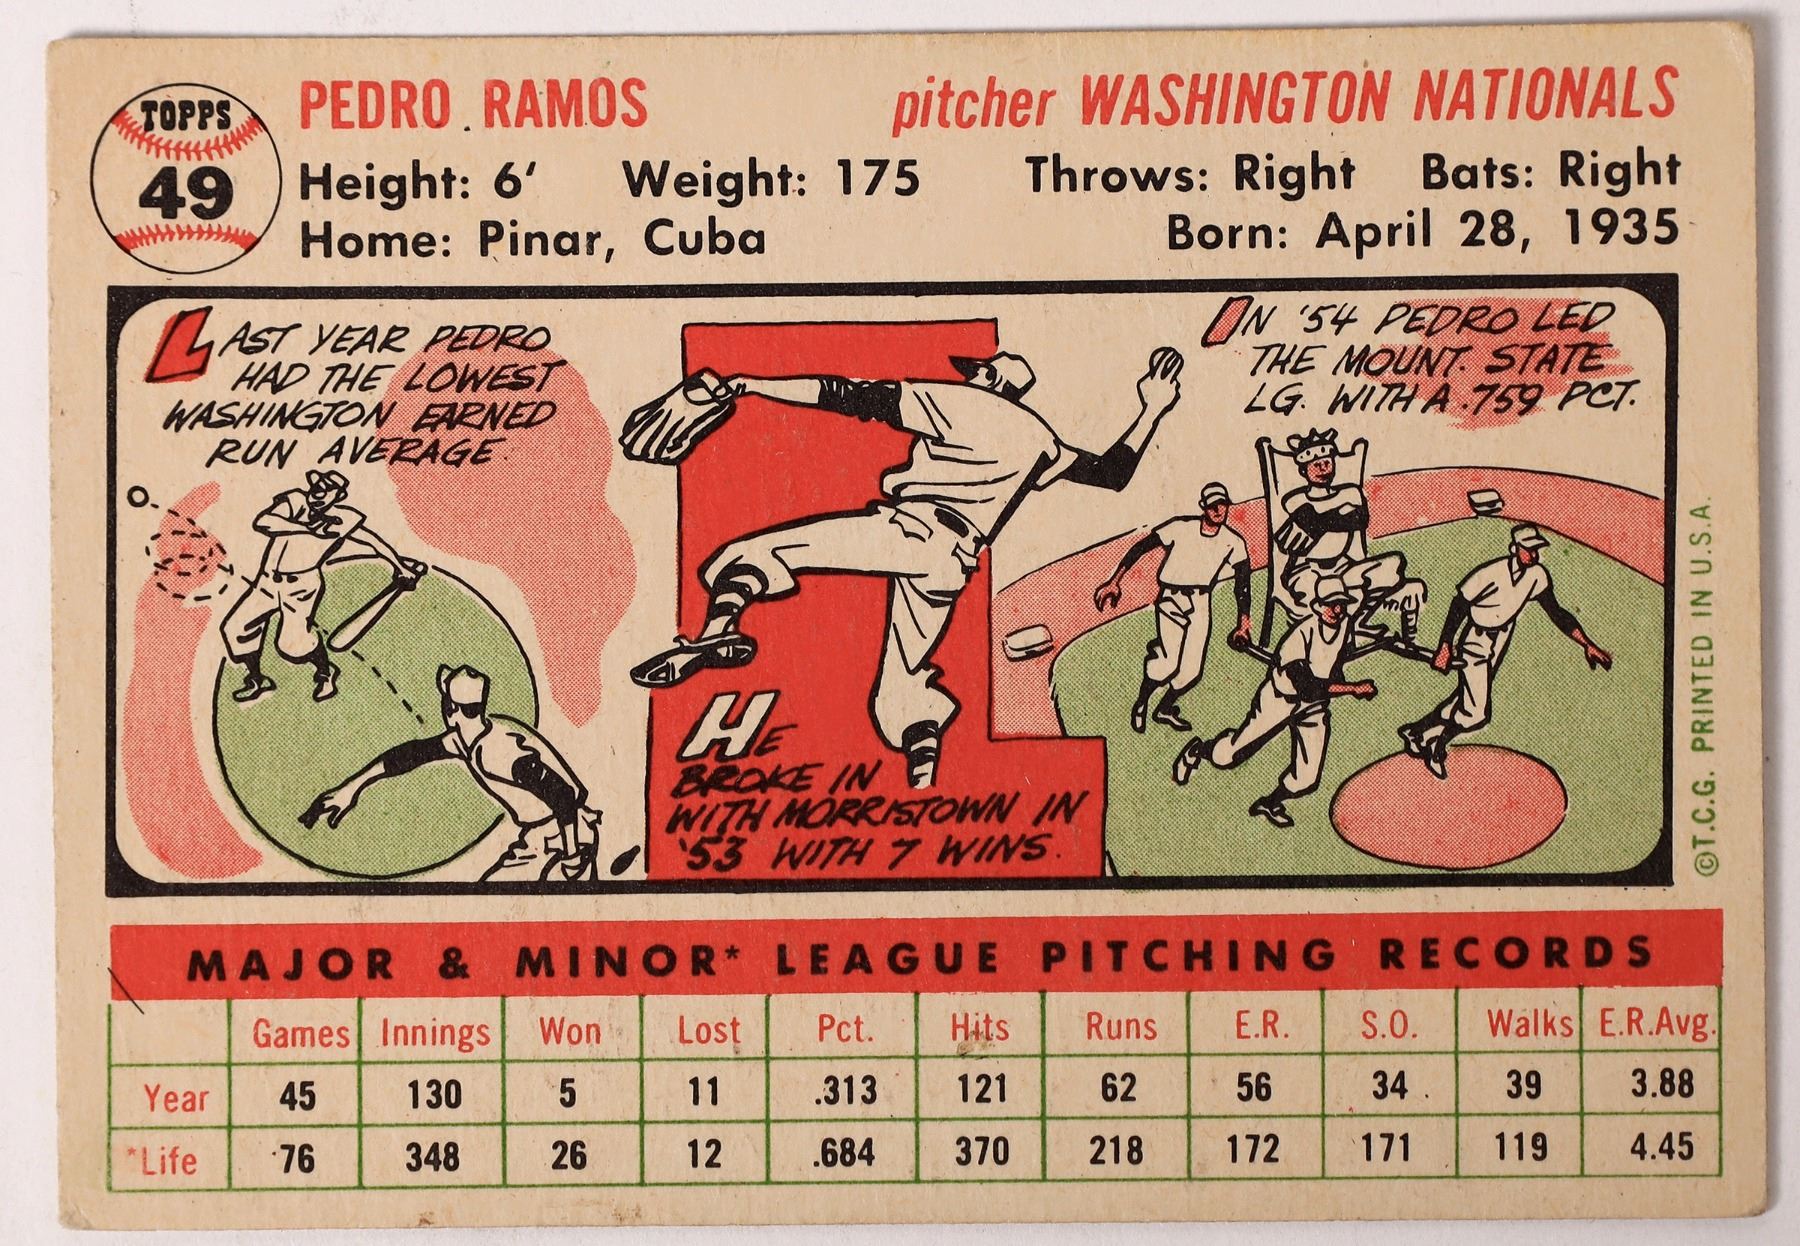 TOPPS
49
PEDRO RAMOS pitcher WASHINGTON NATIONALS
Height: 6' Weight: 175 Throws: Right Bats: Right
Home: Pinar, Cuba Born: April 28, 1935
LAST YEAR PEDRO
HAD THE LOWEST
WASHINGTON EARNED
RUN AVERAGE.
HE
BROKE IN
WITH MORRISTOWN IN
'53 WITH 7 WINS.
IN '54 PEDRO LED
THE MOUNT. STATE
LG. WITH A .759 PCT.
©T.C.G. PRINTED IN U.S.A.
MAJOR & MINOR* LEAGUE PITCHING RECORDS
Games Innings Won Lost Pct. Hits Runs E.R. S.O. Walks E.R.Avg.
Year 45 130 5 11 .313 121 62 56 34 39 3.88
*Life 76 348 26 12 .684 370 218 172 171 119 4.45